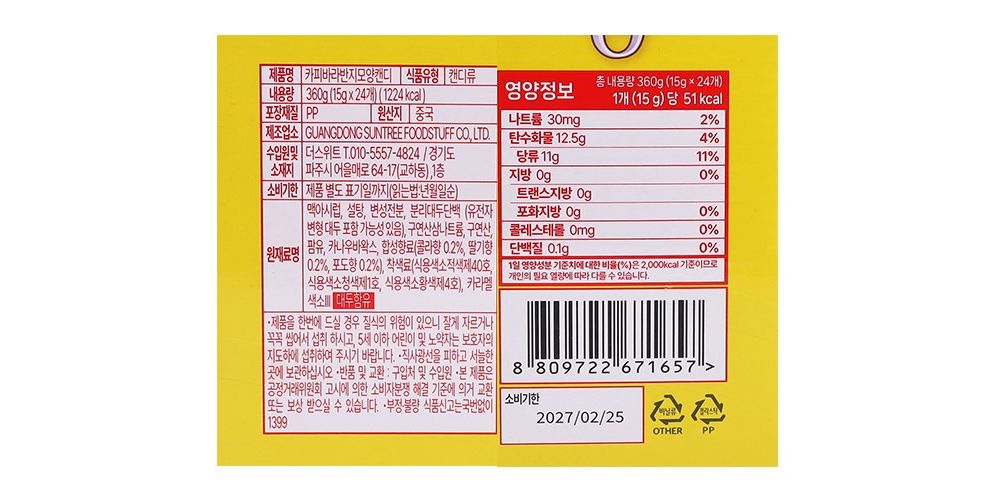 제품명 카피바라반지모양캔디 식품유형 캔디류
내용량 360g (15g x 24개) (1224 kcal)
포장재질 PP 원산지 중국
제조업소 GUANGDONG SUNTREE FOODSTUFF CO., LTD.
수입원 및 소재지 더스위트 T.010-5557-4824 / 경기도
파주시 어을매로 64-17(교하동), 1층
소비기한 제품 별도 표기일까지(읽는법:년월일순)
원재료명 맥아시럽, 설탕, 변성전분, 분리대두단백 (유전자
변형 대두 포함 가능성 있음), 구연산삼나트륨, 구연산,
팜유, 카나우바왁스, 합성향료(콜라향 0.2%, 딸기향
0.2%, 포도향 0.2%), 착색료(식용색소적색제40호,
식용색소청색제1호, 식용색소황색제4호), 카라멜
색소III 대두함유
•제품을 한번에 드실 경우 질식의 위험이 있으니 잘게 자르거나
꼭꼭 씹어서 섭취 하시고, 5세 이하 어린이 및 노약자는 보호자의
지도하에 섭취하여 주시기 바랍니다. •직사광선을 피하고 서늘한
곳에 보관하십시오 •반품 및 교환 : 구입처 및 수입원 •본 제품은
공정거래위원회 고시에 의한 소비자분쟁 해결 기준에 의거 교환
또는 보상 받으실 수 있습니다. •부정·불량 식품신고는국번없이
1399
영양정보 총 내용량 360g (15g x 24개)
1개 (15 g) 당 51 kcal
나트륨 30mg 2%
탄수화물 12.5g 4%
당류 11g 11%
지방 0g 0%
트랜스지방 0g
포화지방 0g 0%
콜레스테롤 0mg 0%
단백질 0.1g 0%
1일 영양성분 기준치에 대한 비율(%)은 2,000kcal 기준이므로
개인의 필요 열량에 따라 다를 수 있습니다.
8 809722 671657 >
소비기한
2027/02/25
비닐류 플라스틱
OTHER PP